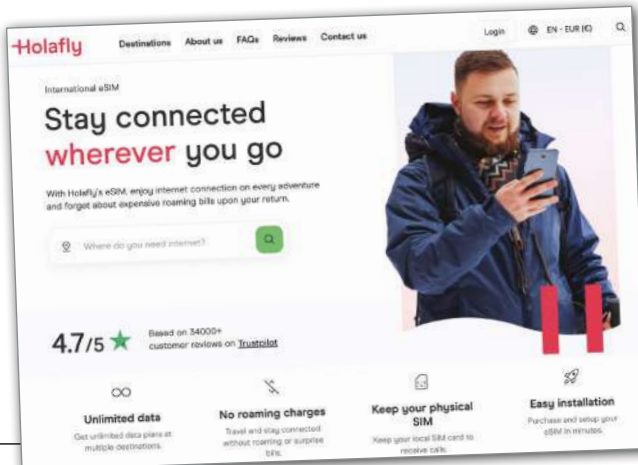 Holafly
Destinations About us FAQs Reviews Contact us Login EN - EUR (€)
International eSIM
Stay connected
wherever you go
With Holafly's eSIM, enjoy internet connection on every adventure
and forget about expensive roaming bills upon your return.
Where do you need internet?
4.7/5
Based on 34000+
customer reviews on Trustpilot
Unlimited data
Get unlimited data plans at
multiple destinations.
No roaming charges
Travel and stay connected
without roaming or surprise
bills.
Keep your physical
SIM
Keep your local SIM card to
receive calls.
Easy installation
Purchase and setup your
eSIM in minutes.